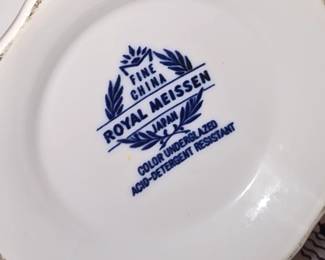 FINE
CHINA
ROYAL MEISSEN
JAPAN
COLOR UNDERGLAZED
ACID-DETERGENT RESISTANT